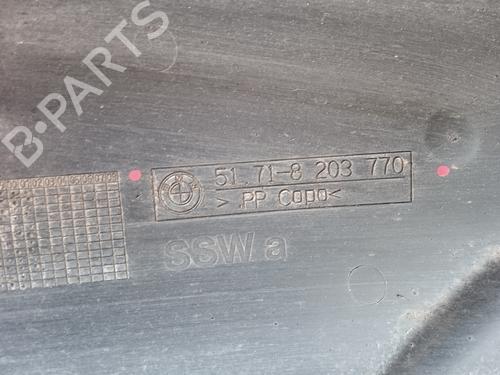 B-PARTS
51.71-8 203 770
> PP Copo <
SSW a